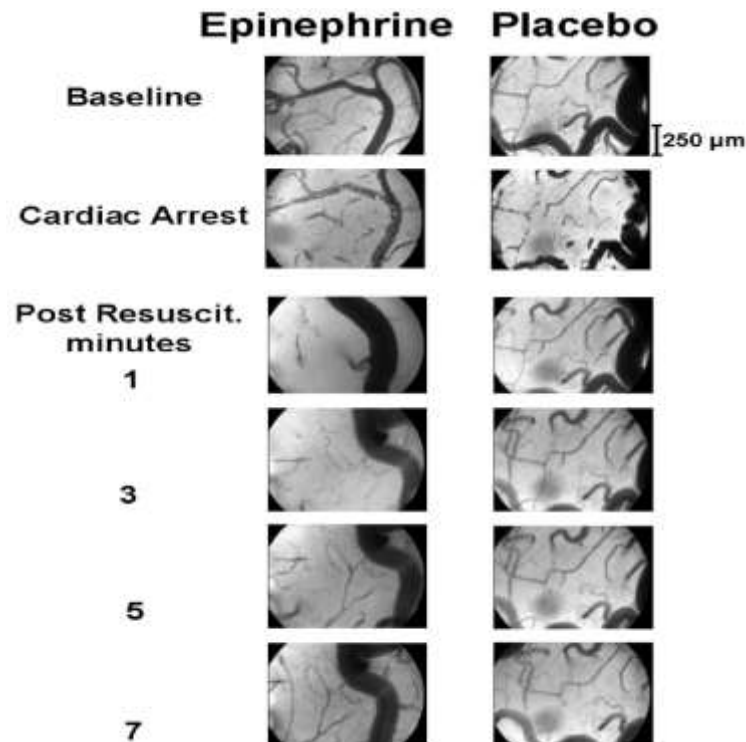 Epinephrine Placebo
Baseline
250 µm
Cardiac Arrest
Post Resuscit.
minutes
1
3
5
7